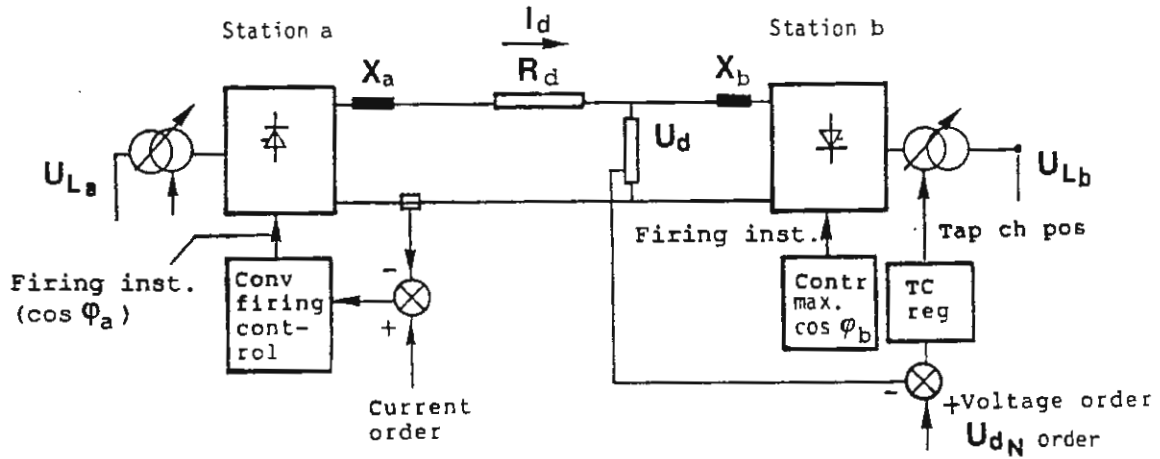 Station a
I_d
Station b
X_a
R_d
X_b
U_d
U_La
U_Lb
Firing inst.
(cos φ_a)
Conv
firing
cont-
rol
-
+
Current
order
Firing inst.
Contr
max.
cos φ_b
Tap ch pos
TC
reg
-
+Voltage order
U_dN order